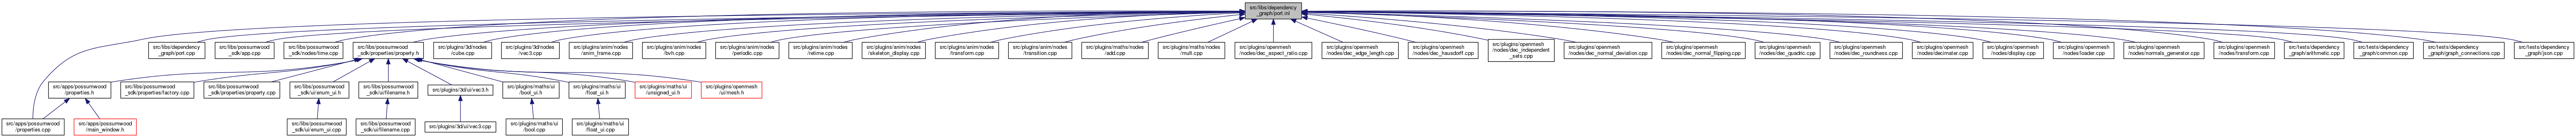 src/libs/dependency
_graph/port.inl
src/libs/dependency
_graph/port.cpp
src/libs/possumwood
_sdk/app.cpp
src/libs/possumwood
_sdk/nodes/time.cpp
src/libs/possumwood
_sdk/properties/property.h
src/plugins/3d/nodes
/cube.cpp
src/plugins/3d/nodes
/vec3.cpp
src/plugins/anim/nodes
/anim_frame.cpp
src/plugins/anim/nodes
/bvh.cpp
src/plugins/anim/nodes
/periodic.cpp
src/plugins/anim/nodes
/retime.cpp
src/plugins/anim/nodes
/skeleton_display.cpp
src/plugins/anim/nodes
/transform.cpp
src/plugins/anim/nodes
/transition.cpp
src/plugins/maths/nodes
/add.cpp
src/plugins/maths/nodes
/mult.cpp
src/plugins/openmesh
/nodes/dec_aspect_ratio.cpp
src/plugins/openmesh
/nodes/dec_edge_length.cpp
src/plugins/openmesh
/nodes/dec_hausdorff.cpp
src/plugins/openmesh
/nodes/dec_independent
_sets.cpp
src/plugins/openmesh
/nodes/dec_normal_deviation.cpp
src/plugins/openmesh
/nodes/dec_normal_flipping.cpp
src/plugins/openmesh
/nodes/dec_quadric.cpp
src/plugins/openmesh
/nodes/dec_roundness.cpp
src/plugins/openmesh
/nodes/decimater.cpp
src/plugins/openmesh
/nodes/display.cpp
src/plugins/openmesh
/nodes/loader.cpp
src/plugins/openmesh
/nodes/normals_generator.cpp
src/plugins/openmesh
/nodes/transform.cpp
src/tests/dependency
_graph/arithmetic.cpp
src/tests/dependency
_graph/common.cpp
src/tests/dependency
_graph/graph_connections.cpp
src/tests/dependency
_graph/json.cpp
src/apps/possumwood
/properties.h
src/libs/possumwood
_sdk/properties/factory.cpp
src/libs/possumwood
_sdk/properties/property.cpp
src/libs/possumwood
_sdk/ui/enum_ui.h
src/libs/possumwood
_sdk/ui/filename.h
src/plugins/3d/ui/vec3.h
src/plugins/maths/ui
/bool_ui.h
src/plugins/maths/ui
/float_ui.h
src/plugins/maths/ui
/unsigned_ui.h
src/plugins/openmesh
/ui/mesh.h
src/apps/possumwood
/properties.cpp
src/apps/possumwood
/main_window.h
src/libs/possumwood
_sdk/ui/enum_ui.cpp
src/libs/possumwood
_sdk/ui/filename.cpp
src/plugins/3d/ui/vec3.cpp
src/plugins/maths/ui
/bool.cpp
src/plugins/maths/ui
/float_ui.cpp